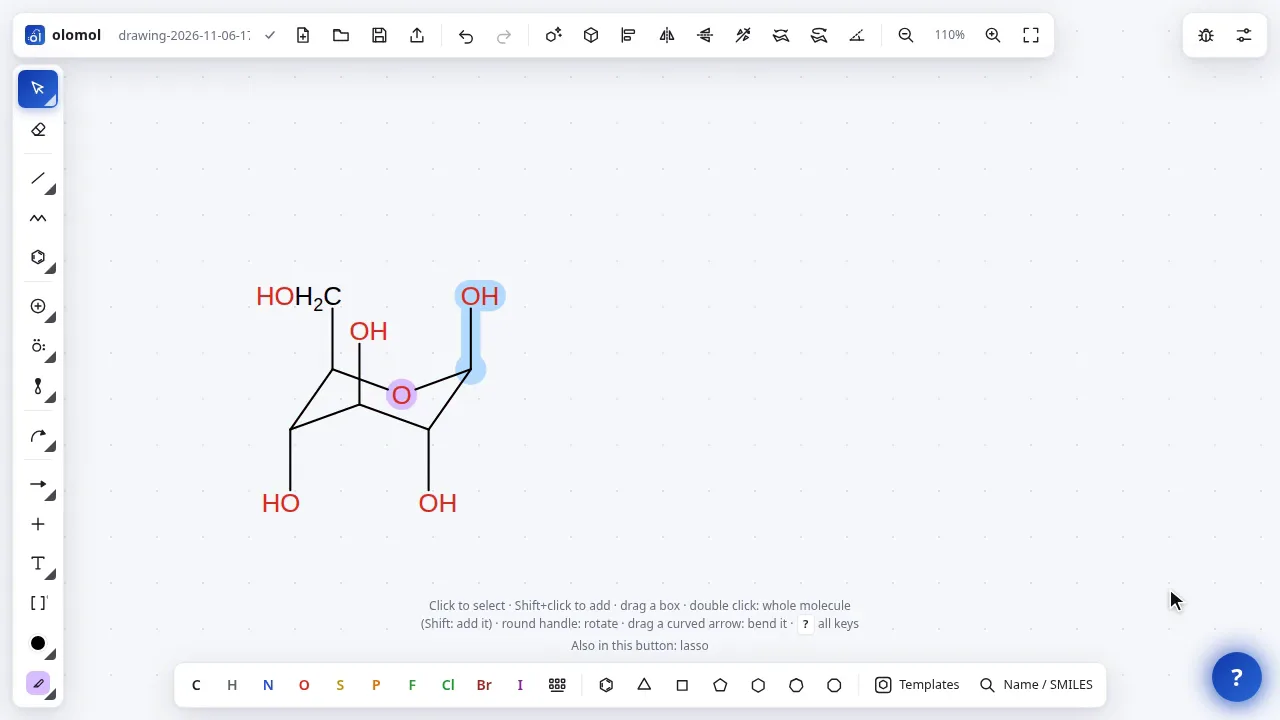 olomol
drawing-2026-11-06-17
110%
HOH₂C
OH
OH
O
HO
OH
Click to select · Shift+click to add · drag a box · double click: whole molecule
(Shift: add it) · round handle: rotate · drag a curved arrow: bend it · ? all keys
Also in this button: lasso
C H N O S P F Cl Br I Templates Name / SMILES
?